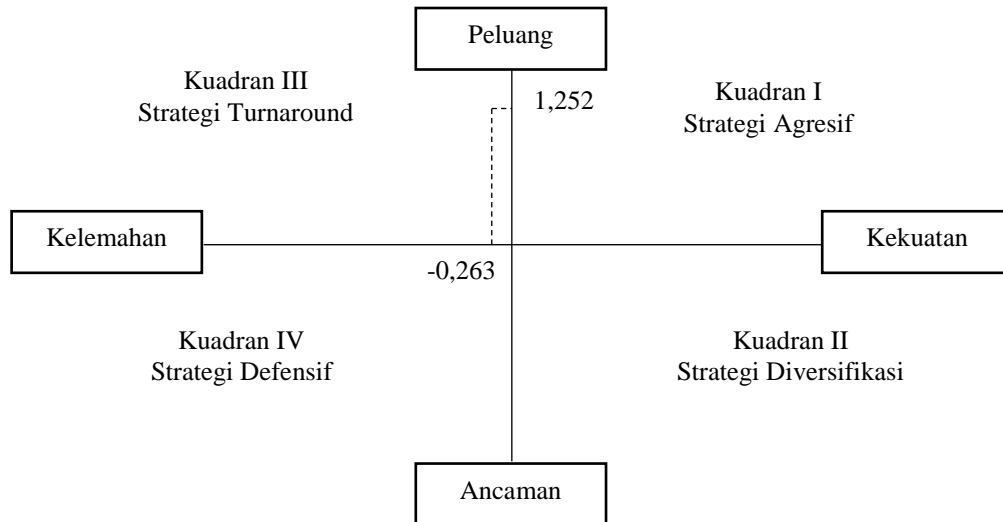 Peluang
Kuadran III
Strategi Turnaround
1,252
Kuadran I
Strategi Agresif
Kelemahan
Kekuatan
-0,263
Kuadran IV
Strategi Defensif
Kuadran II
Strategi Diversifikasi
Ancaman